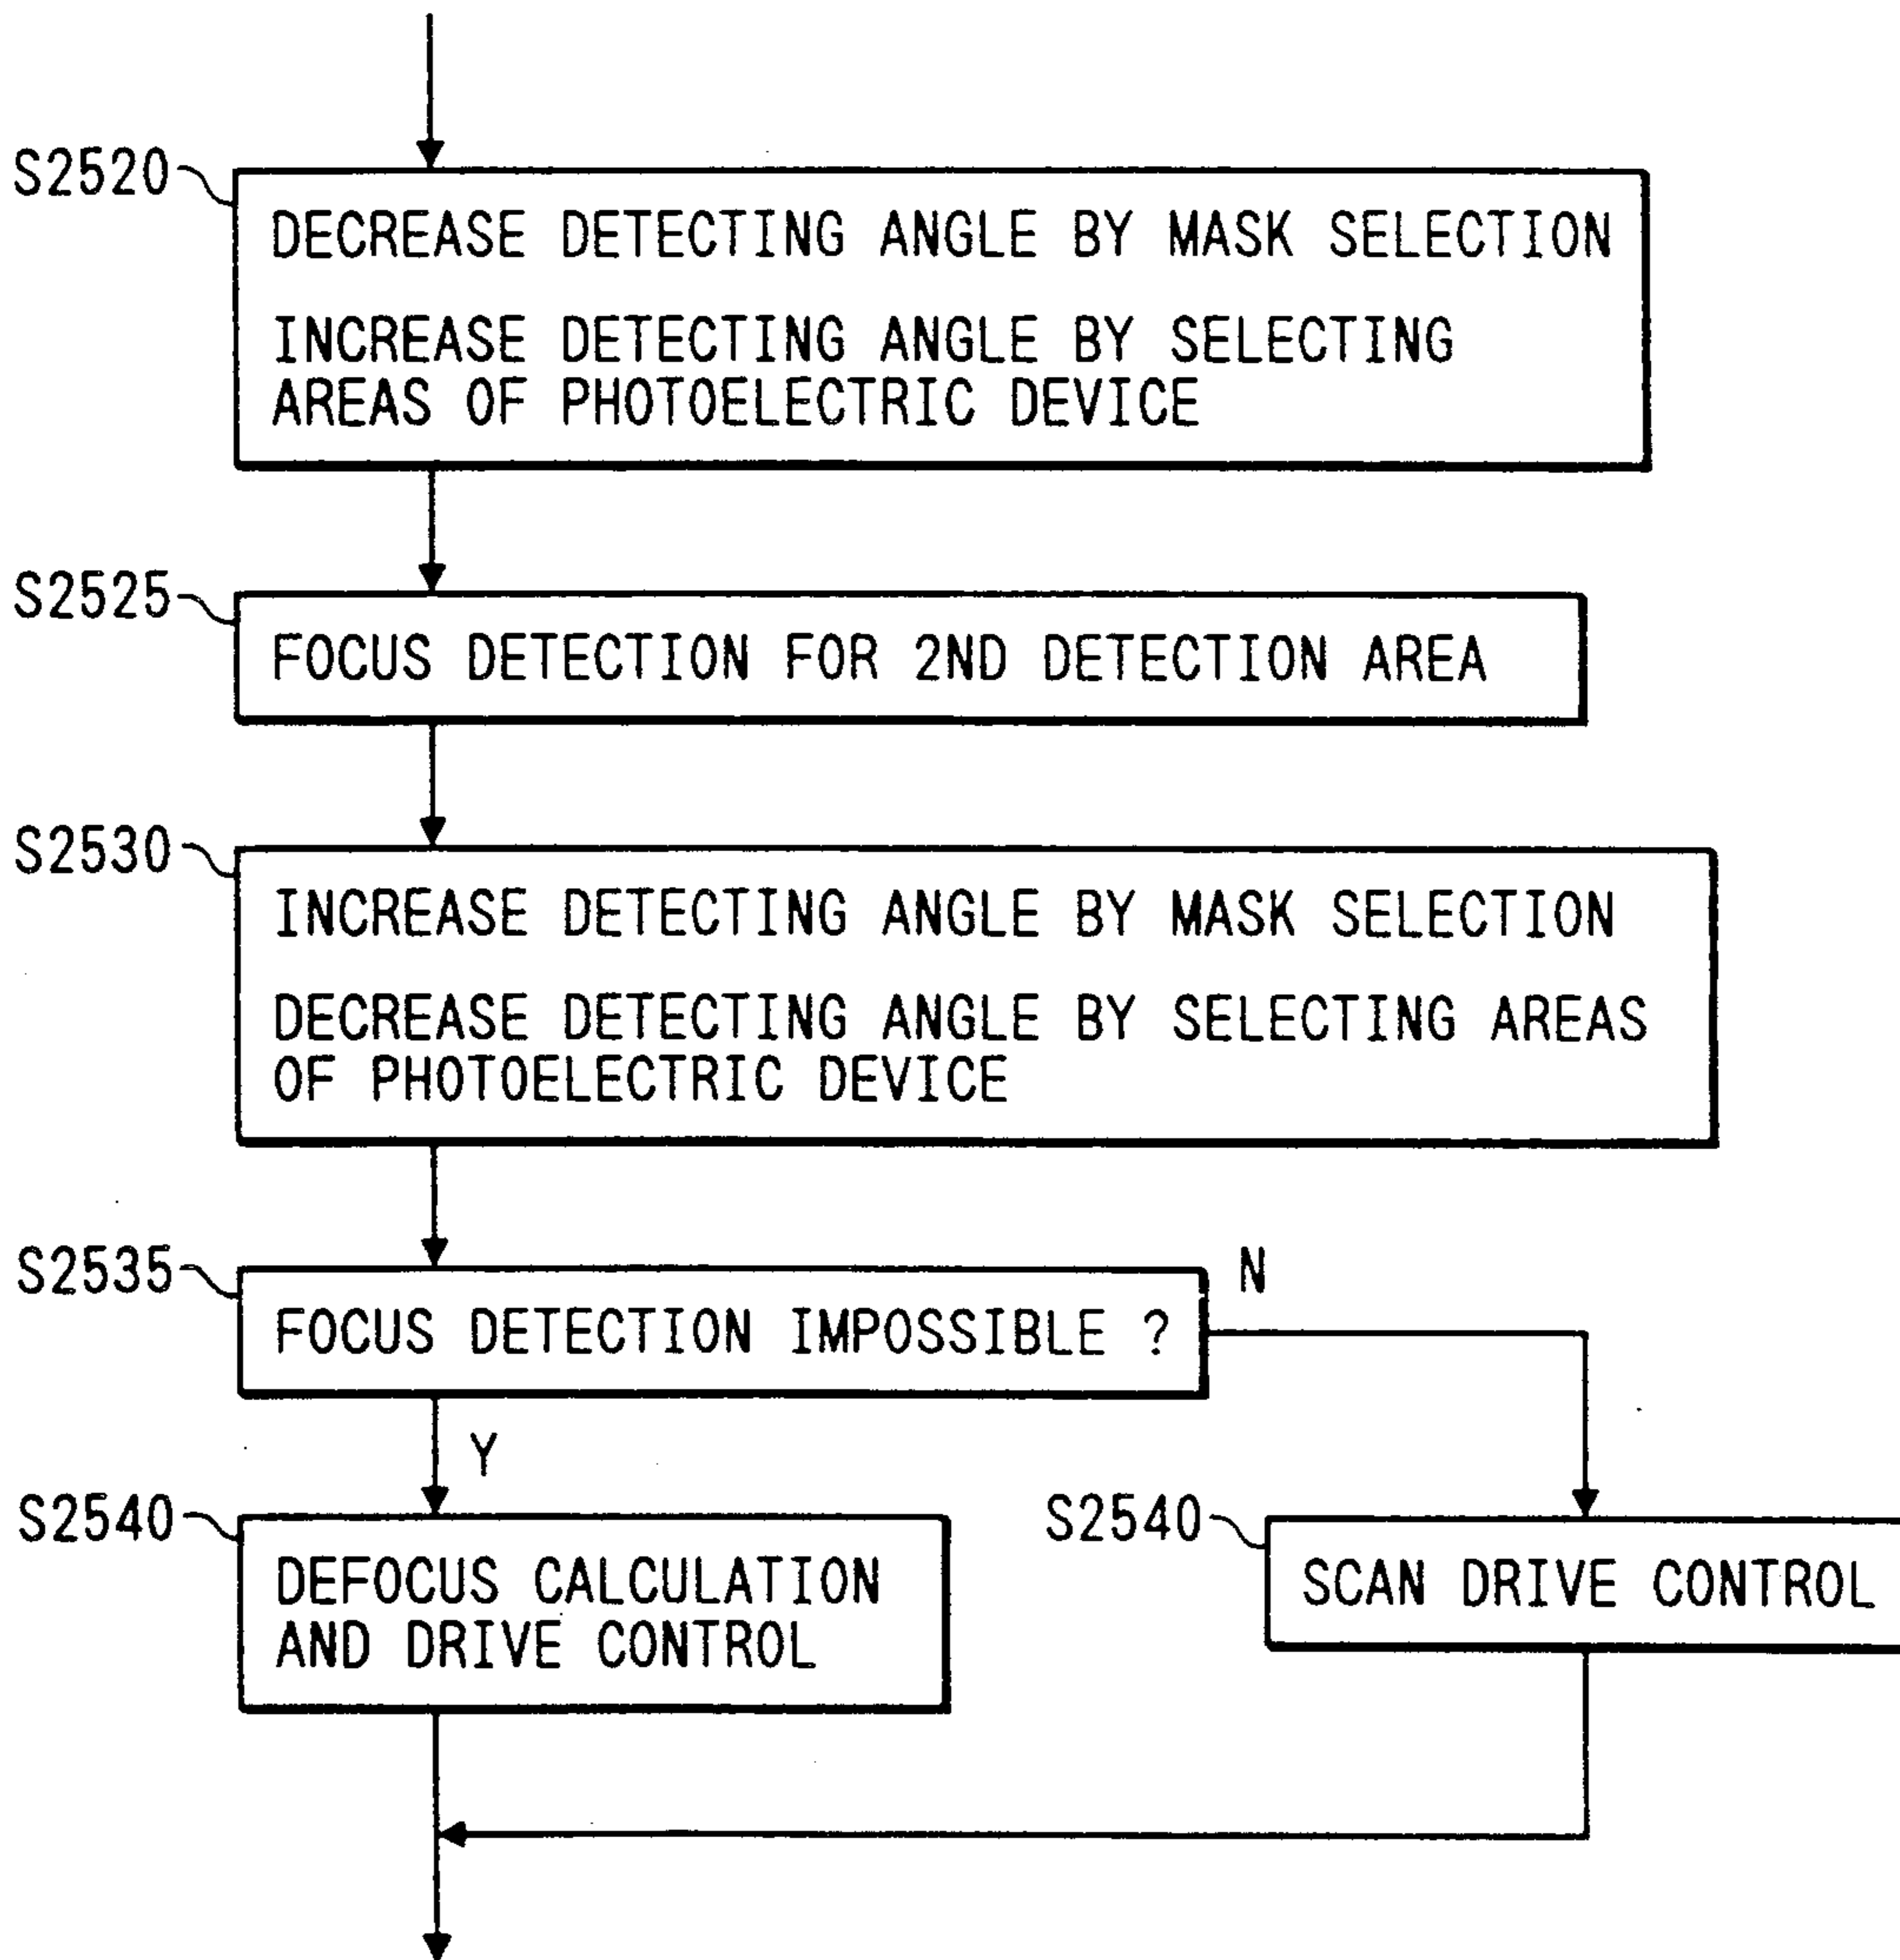 S2520
DECREASE DETECTING ANGLE BY MASK SELECTION
INCREASE DETECTING ANGLE BY SELECTING
AREAS OF PHOTOELECTRIC DEVICE
S2525
FOCUS DETECTION FOR 2ND DETECTION AREA
S2530
INCREASE DETECTING ANGLE BY MASK SELECTION
DECREASE DETECTING ANGLE BY SELECTING AREAS
OF PHOTOELECTRIC DEVICE
S2535
FOCUS DETECTION IMPOSSIBLE ?
N
Y
S2540
DEFOCUS CALCULATION
AND DRIVE CONTROL
S2540
SCAN DRIVE CONTROL